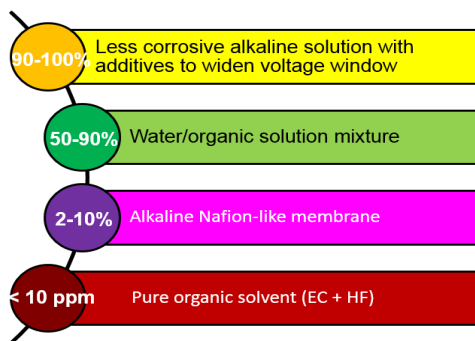 90-100%
Less corrosive alkaline solution with
additives to widen voltage window
50-90%
Water/organic solution mixture
2-10%
Alkaline Nafion-like membrane
< 10 ppm
Pure organic solvent (EC + HF)